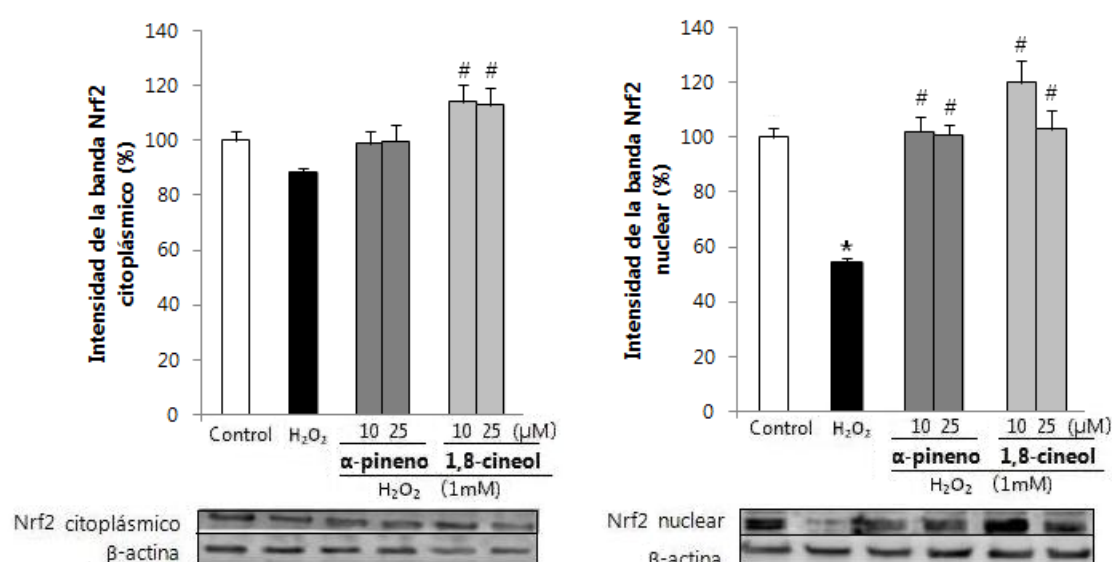 Intensidad de la banda Nrf2
citoplásmico (%)
140
120
100
80
60
40
20
0
# #
Control H₂O₂ 10 25 10 25 (μM)
α-pineno 1,8-cineol
H₂O₂ (1mM)
Nrf2 citoplásmico
β-actina
Intensidad de la banda Nrf2
nuclear (%)
140
120
100
80
60
40
20
0
*
# # # #
Control H₂O₂ 10 25 10 25 (μM)
α-pineno 1,8-cineol
H₂O₂ (1mM)
Nrf2 nuclear
β-actina